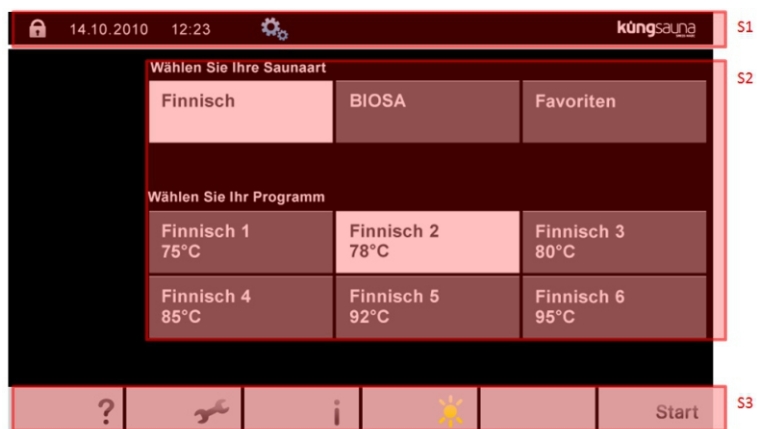 14.10.2010 12:23 kúngsauna S1
Wählen Sie Ihre Saunaart S2
Finnisch BIOSA Favoriten
Wählen Sie Ihr Programm
Finnisch 1 Finnisch 2 Finnisch 3
75°C 78°C 80°C
Finnisch 4 Finnisch 5 Finnisch 6
85°C 92°C 95°C
? i Start S3